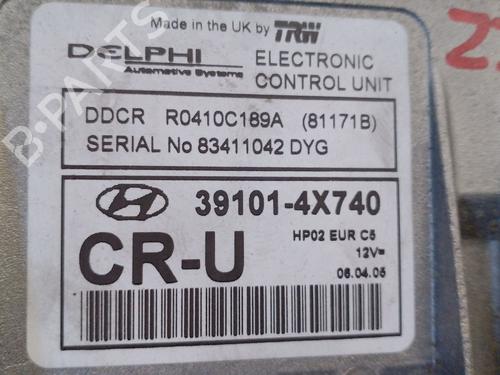 Made in the UK by TRW
DELPHI
Automotive Systems
ELECTRONIC
CONTROL UNIT
DDCR R0410C189A (81171B)
SERIAL No 83411042 DYG
39101-4X740
HP02 EUR C5
CR-U
12V=
06.04.05
B-PARTS